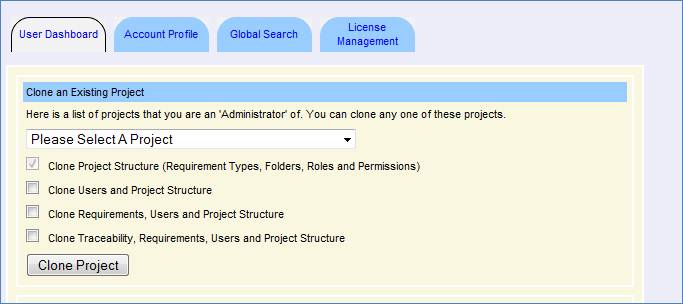 User Dashboard
Account Profile
Global Search
License
Management
Clone an Existing Project
Here is a list of projects that you are an 'Administrator' of. You can clone any one of these projects.
Please Select A Project
Clone Project Structure (Requirement Types, Folders, Roles and Permissions)
Clone Users and Project Structure
Clone Requirements, Users and Project Structure
Clone Traceability, Requirements, Users and Project Structure
Clone Project